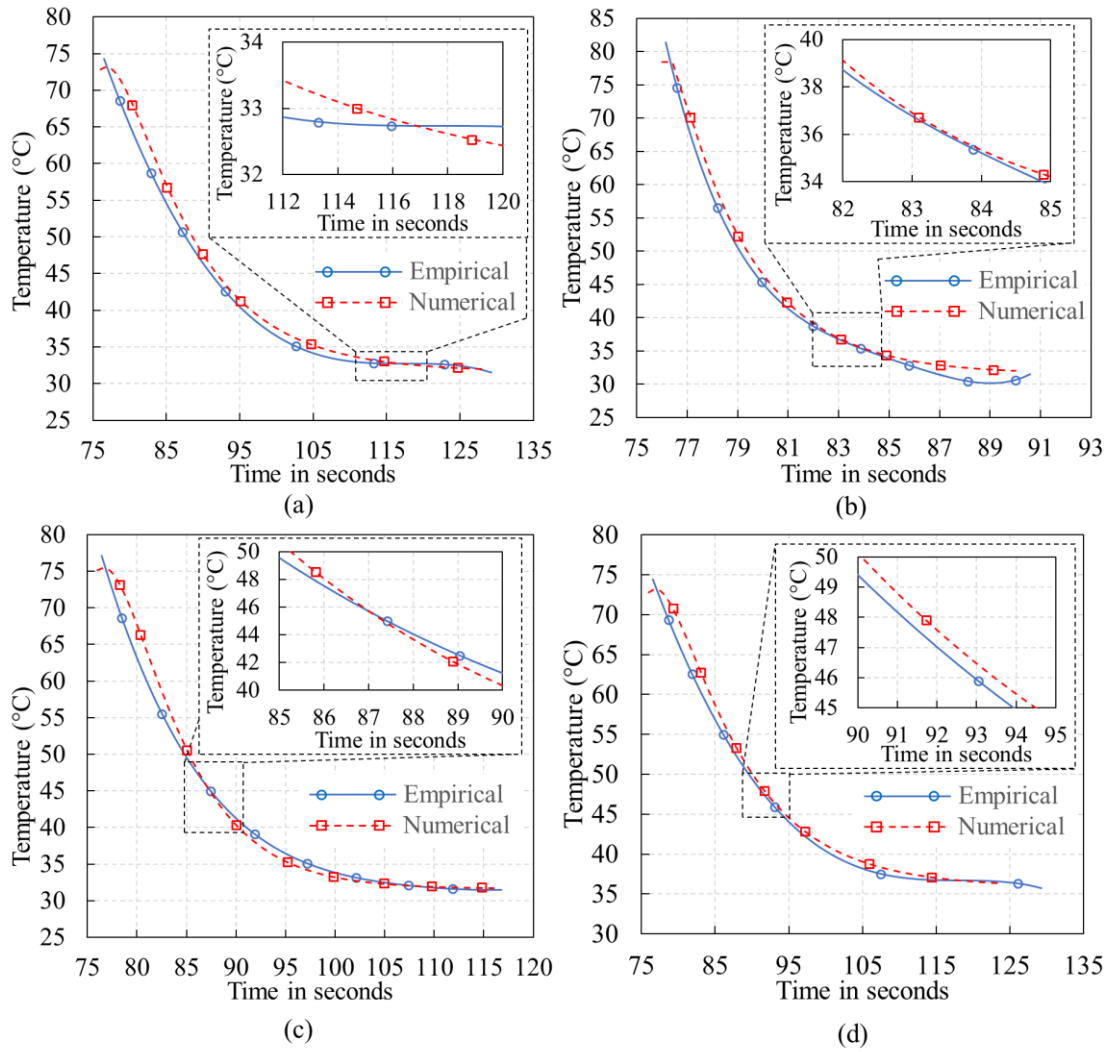 80
75
70
65
60
55
50
45
40
35
30
25
Temperature (°C)
75 85 95 105 115 125 135
Time in seconds
34
33
32
Temperature (°C)
112 114 116 118 120
Time in seconds
Empirical
Numerical
(a)
85
80
75
70
65
60
55
50
45
40
35
30
25
Temperature (°C)
75 77 79 81 83 85 87 89 91 93
Time in seconds
40
38
36
34
Temperature (°C)
82 83 84 85
Time in seconds
Empirical
Numerical
(b)
80
75
70
65
60
55
50
45
40
35
30
25
Temperature (°C)
75 80 85 90 95 100 105 110 115 120
Time in seconds
50
48
46
44
42
40
Temperature (°C)
85 86 87 88 89 90
Time in seconds
Empirical
Numerical
(c)
80
75
70
65
60
55
50
45
40
35
30
Temperature (°C)
75 85 95 105 115 125 135
Time in seconds
50
49
48
47
46
45
Temperature (°C)
90 91 92 93 94 95
Time in seconds
Empirical
Numerical
(d)